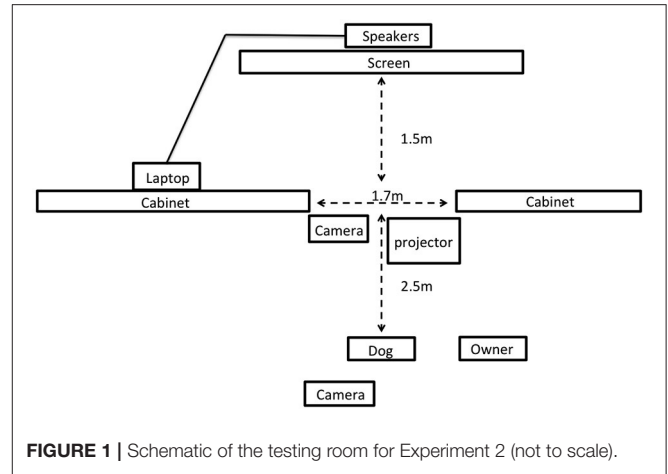 Speakers
Screen
1.5m
Laptop
Cabinet
1.7m
Cabinet
Camera
projector
2.5m
Dog
Owner
Camera
FIGURE 1 | Schematic of the testing room for Experiment 2 (not to scale).